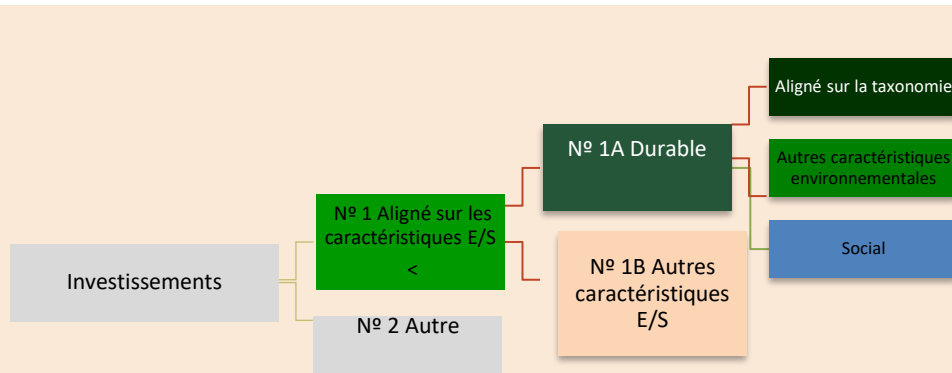 Investissements
Nº 1 Aligné sur les
caractéristiques E/S
<
Nº 2 Autre
Nº 1A Durable
Nº 1B Autres
caractéristiques
E/S
Aligné sur la taxonomie
Autres caractéristiques
environnementales
Social